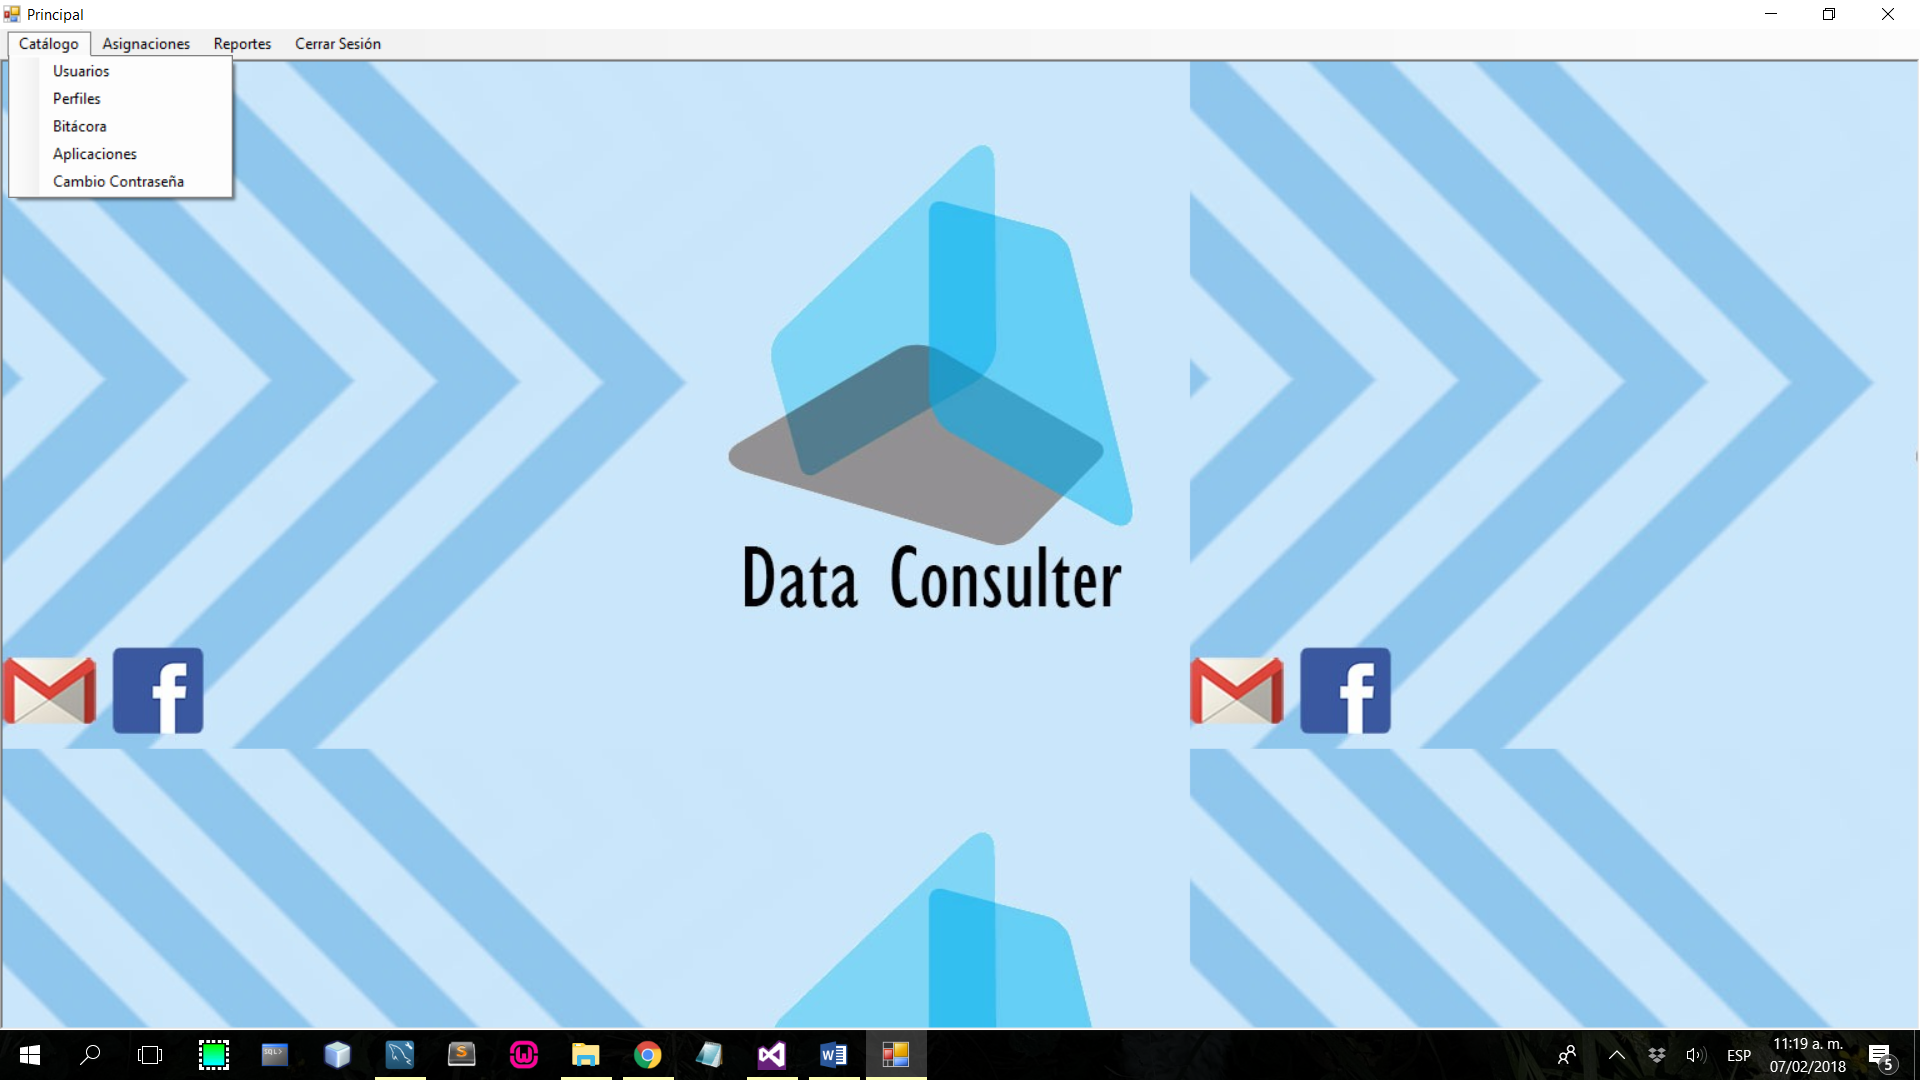 Principal
Catálogo Asignaciones Reportes Cerrar Sesión
Usuarios
Perfiles
Bitácora
Aplicaciones
Cambio Contraseña
Data Consulter
f f
SQL>
S
W
ESP
11:19 a. m.
07/02/2018
5